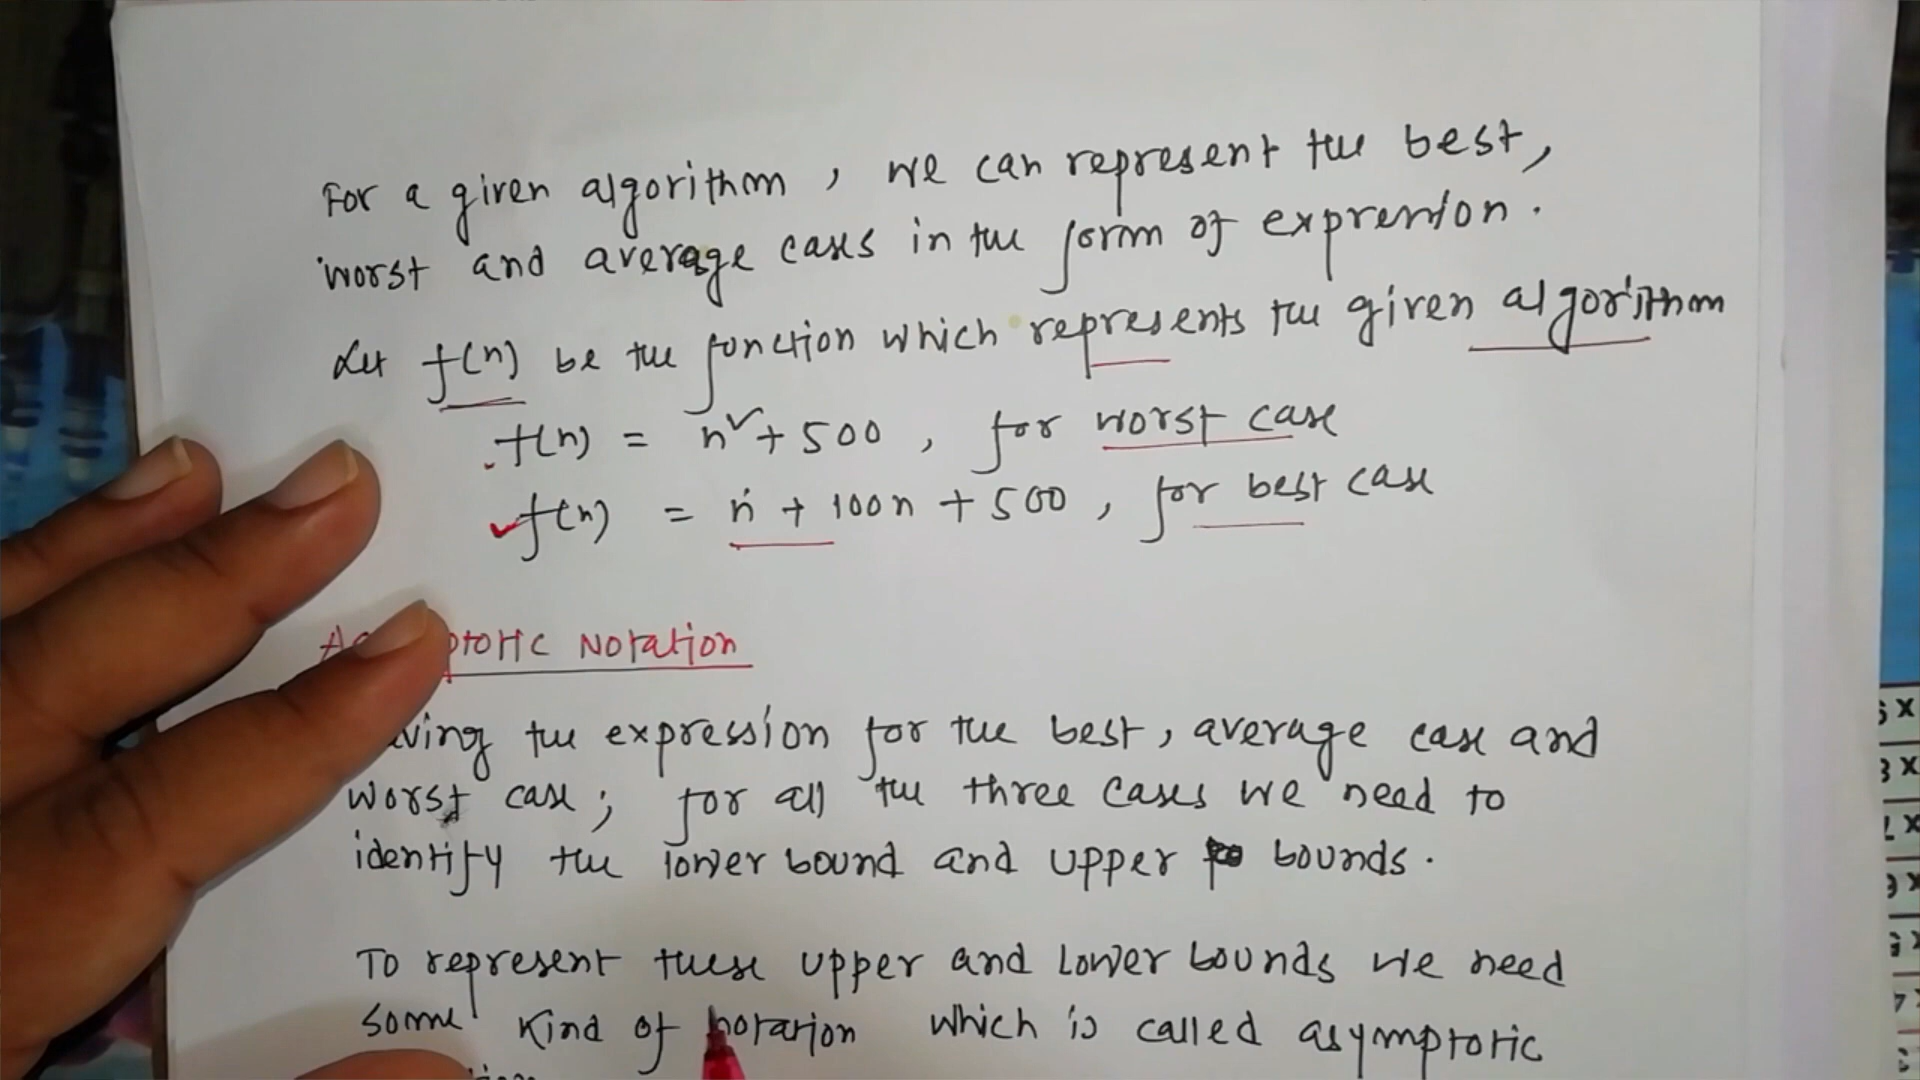 For a given algorithm, we can represent the best,
worst and average cases in the form of expression.
Let f(n) be the function which represents the given algorithm
f(n) = n² + 500, for worst case
f(n) = n + 100n + 500, for best case
Notation
the expression for the best, average case and
worst case; for all the three cases we need to
identify the lower bound and upper bounds.
To represent these upper and lower bounds we need
some kind of notation which is called asymptotic